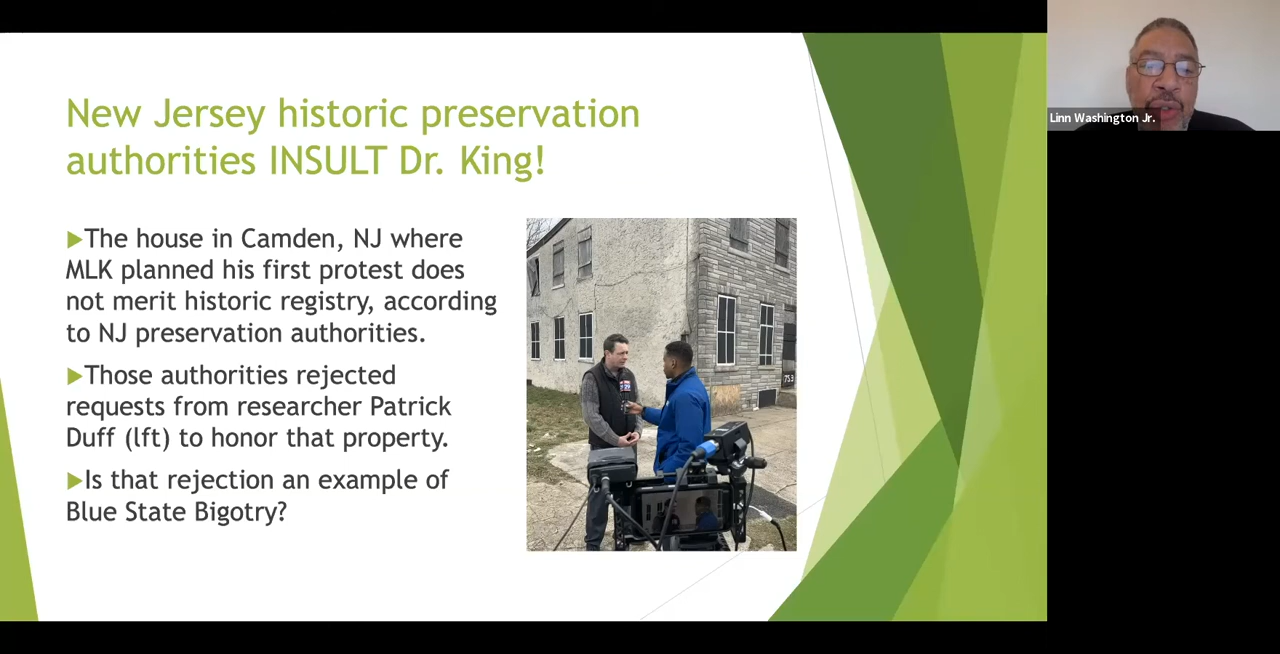 New Jersey historic preservation
authorities INSULT Dr. King!
The house in Camden, NJ where
MLK planned his first protest does
not merit historic registry, according
to NJ preservation authorities.
Those authorities rejected
requests from researcher Patrick
Duff (lft) to honor that property.
Is that rejection an example of
Blue State Bigotry?
753
Linn Washington Jr.